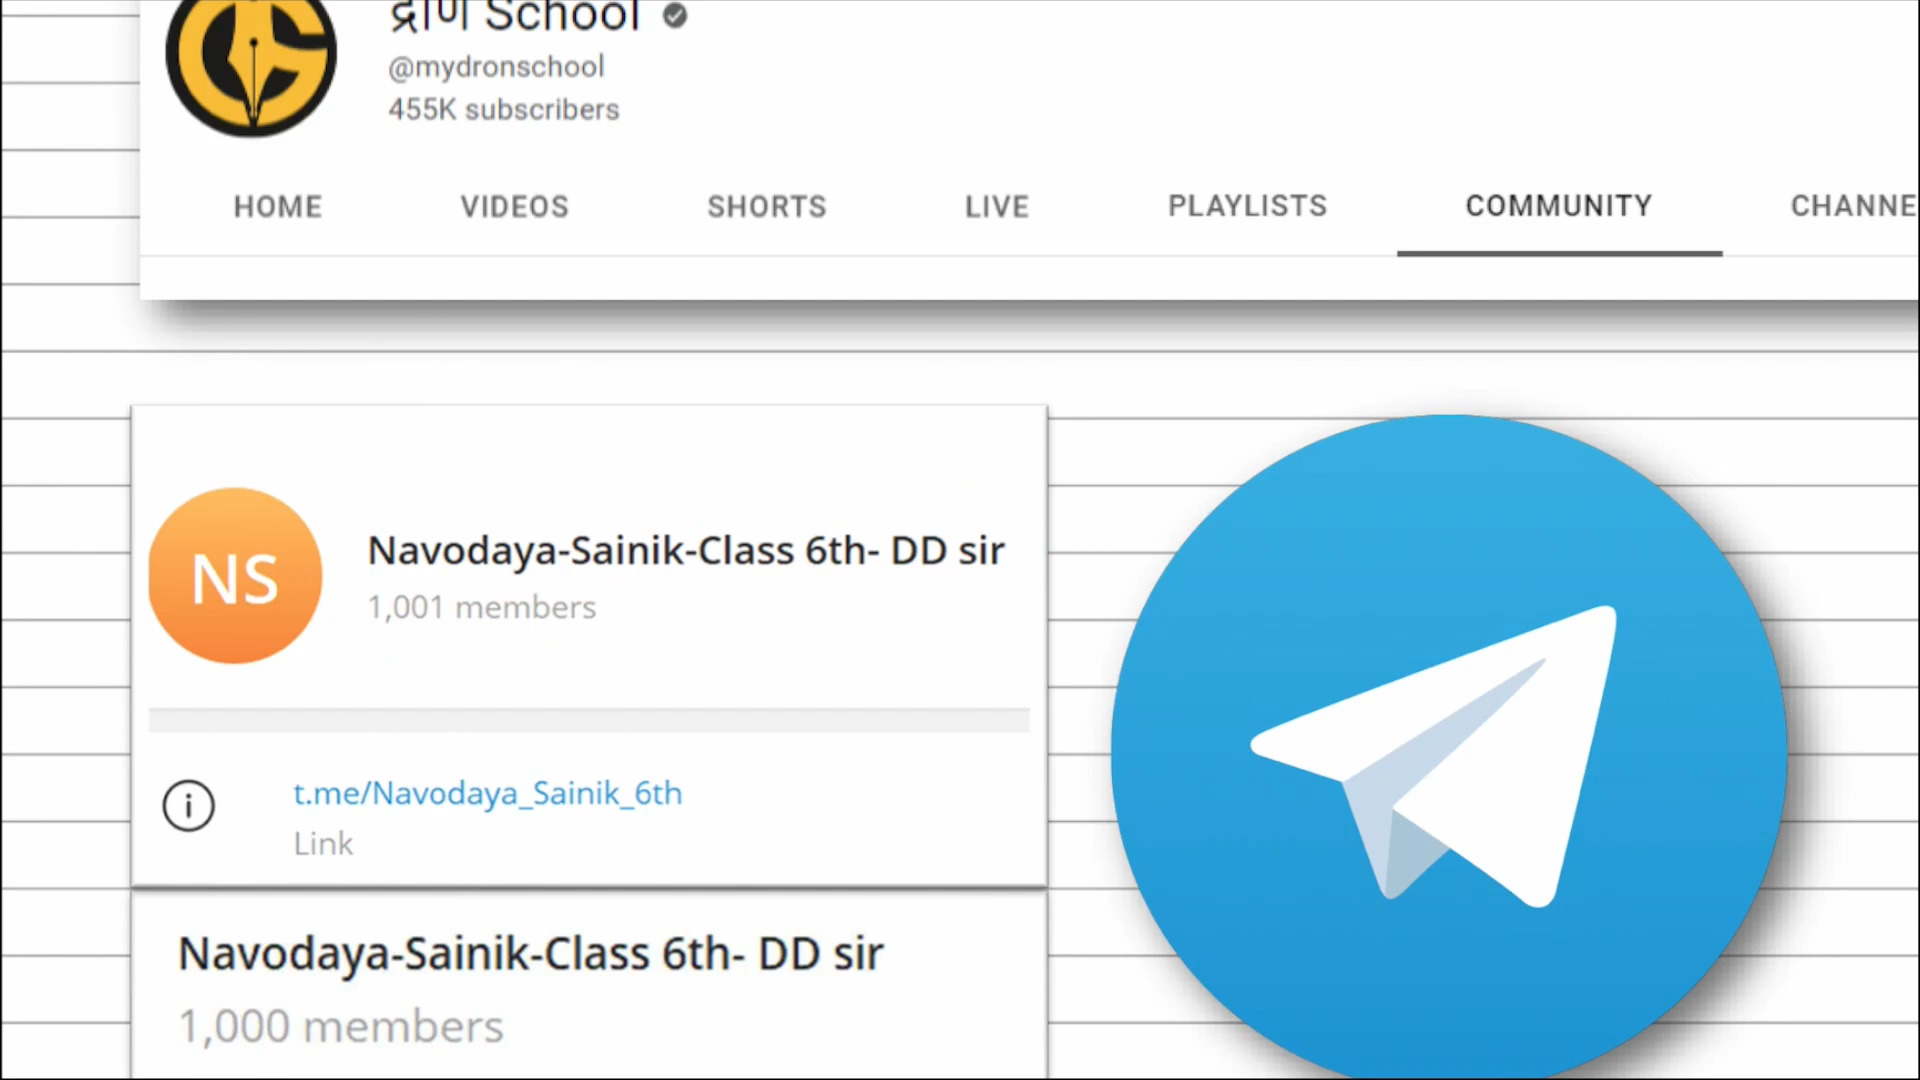 School
@mydronschool
455K subscribers
HOME VIDEOS SHORTS LIVE PLAYLISTS COMMUNITY CHANNE
NS
Navodaya-Sainik-Class 6th- DD sir
1,001 members
t.me/Navodaya_Sainik_6th
Link
Navodaya-Sainik-Class 6th- DD sir
1,000 members